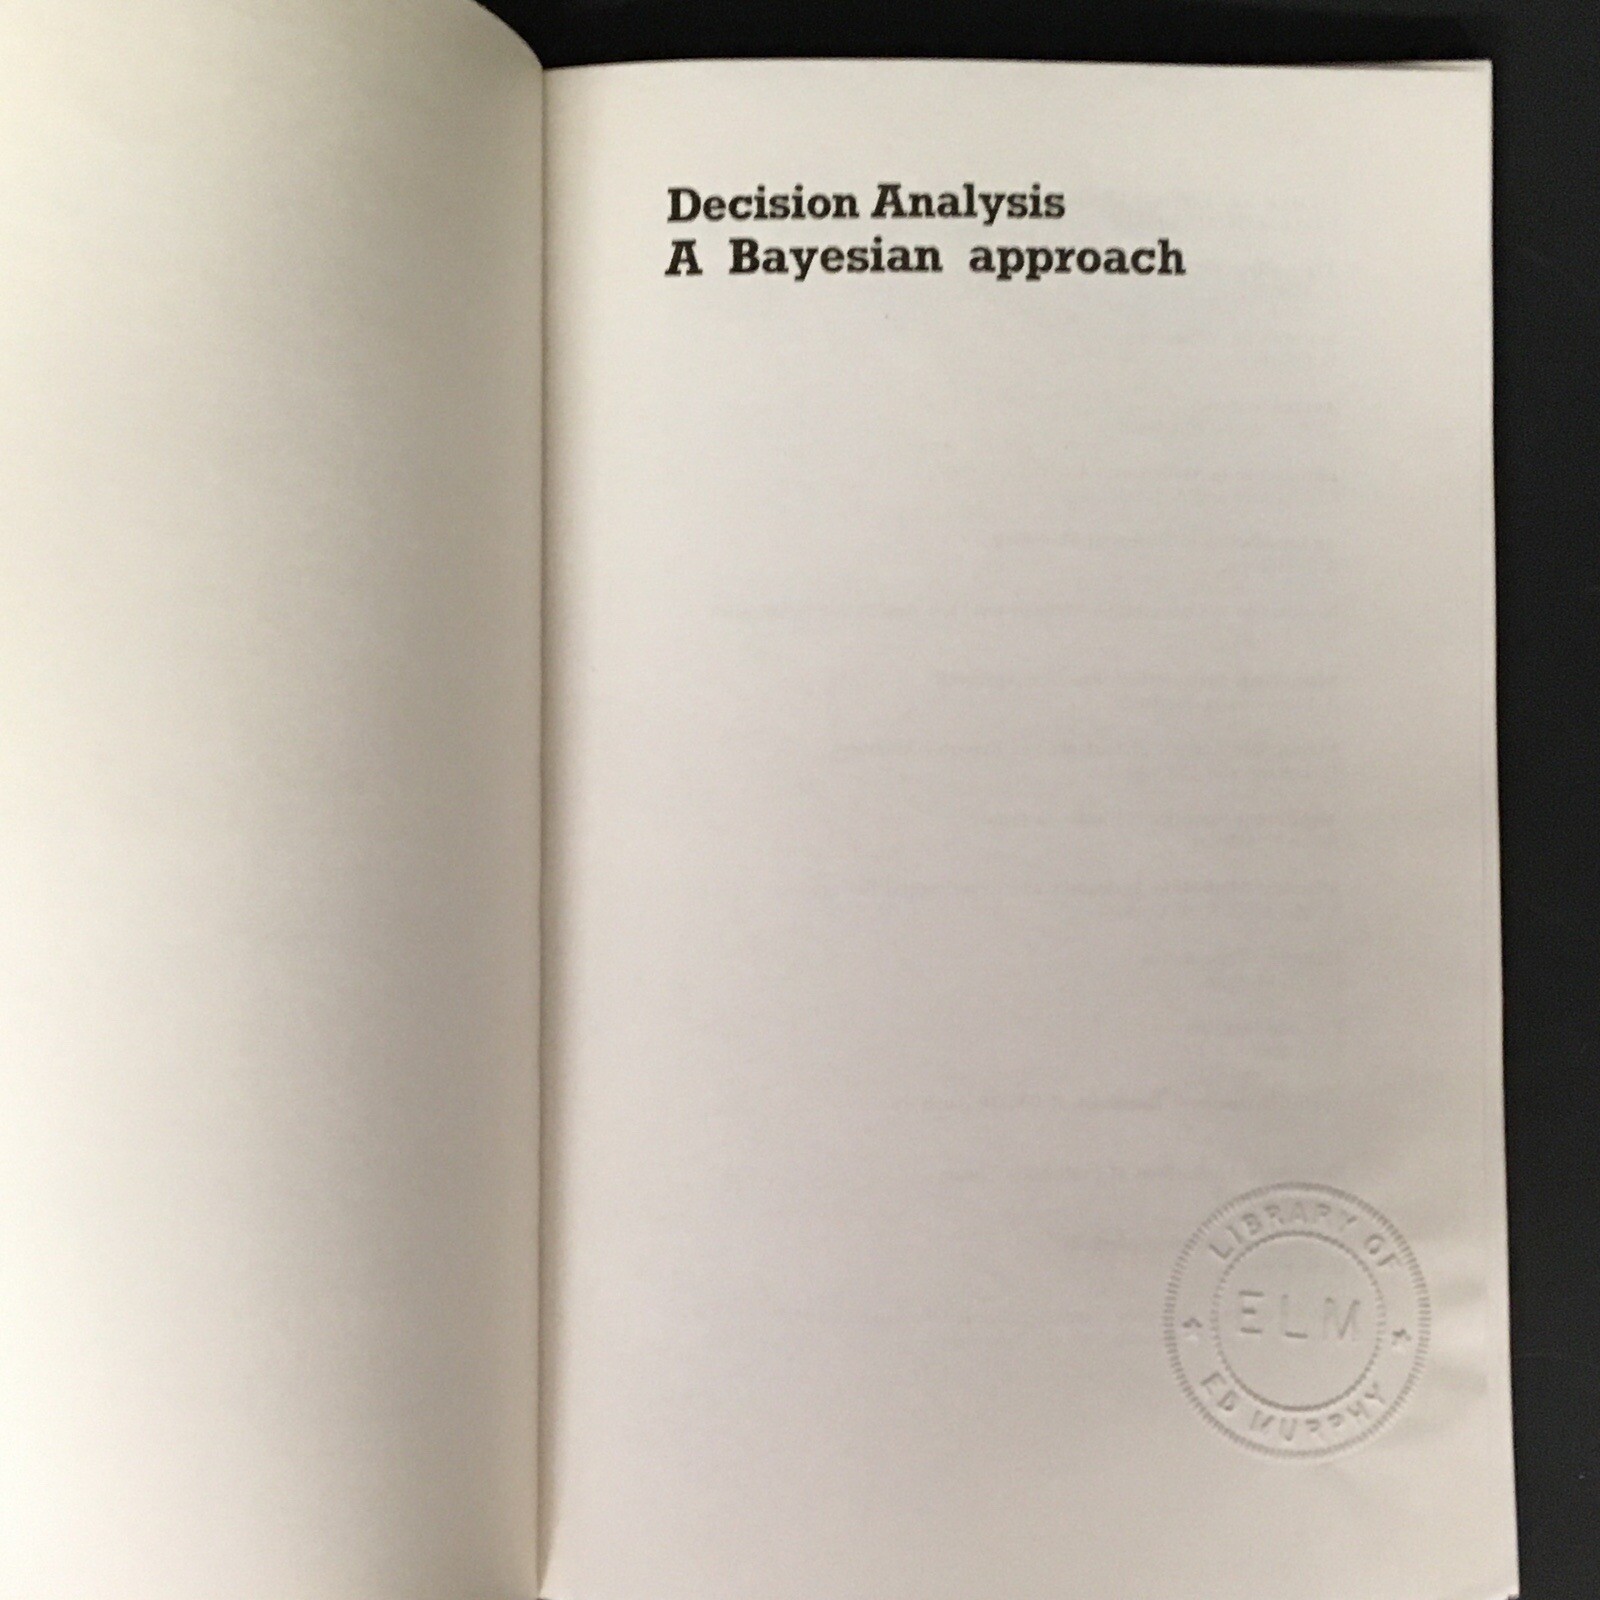 Decision Analysis
A Bayesian approach
LIBRARY OF
ELM
ED MURPHY